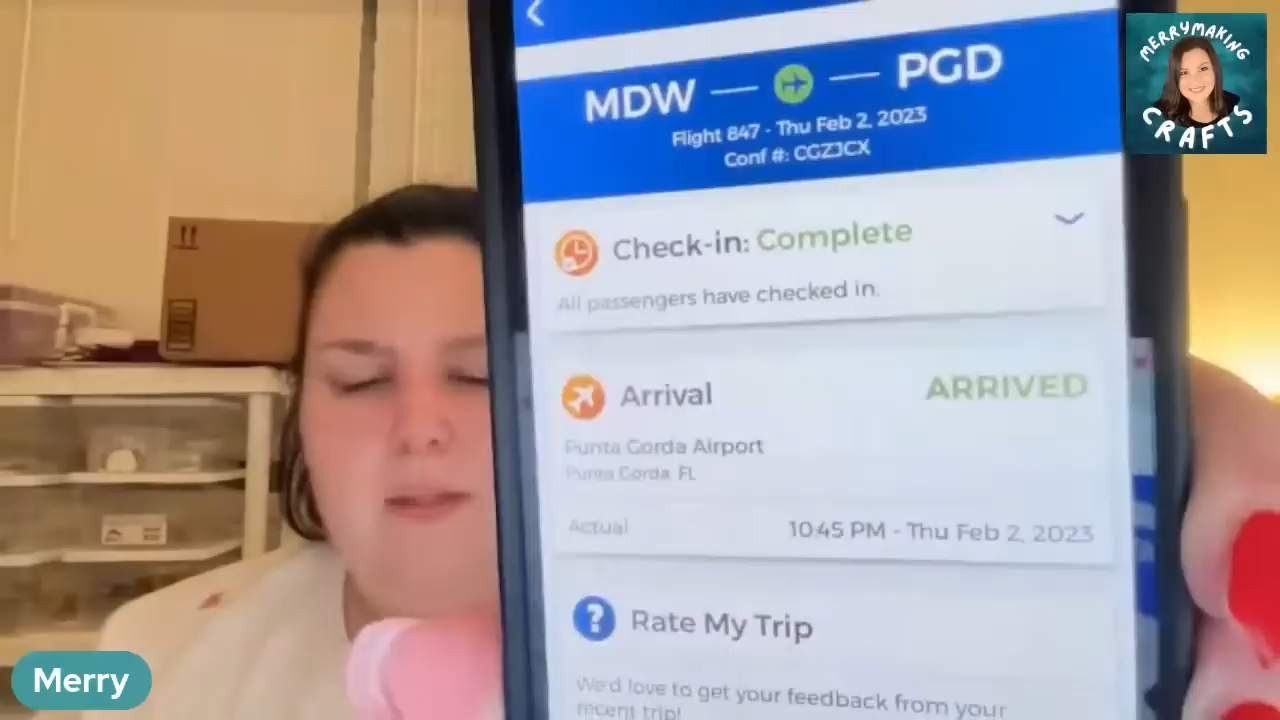 MDW — PGD
Flight 847 - Thu Feb 2, 2023
Conf #: CGZJCX
Check-in: Complete
All passengers have checked in.
Arrival
ARRIVED
Punta Gorda Airport
Punta Gorda, FL
Actual
10:45 PM - Thu Feb 2, 2023
Rate My Trip
We'd love to get your feedback from your
recent trip!
MERRYMAKING
CRAFTS
Merry